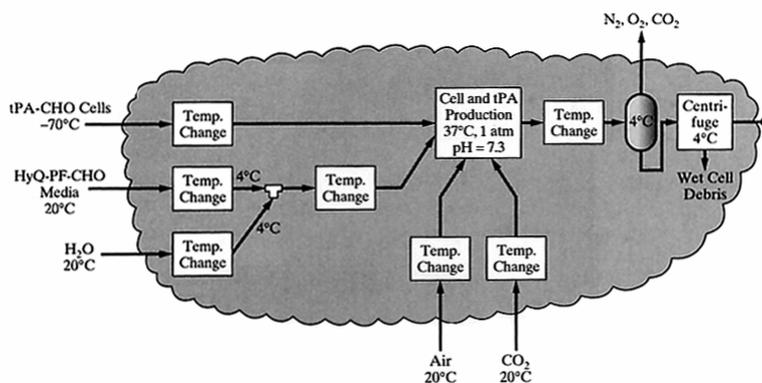 N₂, O₂, CO₂
tPA-CHO Cells
–70°C
Temp.
Change
Cell and tPA
Production
37°C, 1 atm
pH = 7.3
Temp.
Change
4°C
Centri-
fuge
4°C
HyQ-PF-CHO
Media
20°C
Temp.
Change
4°C
Temp.
Change
Wet Cell
Debris
H₂O
20°C
Temp.
Change
4°C
Temp.
Change
Temp.
Change
Air
20°C
CO₂
20°C